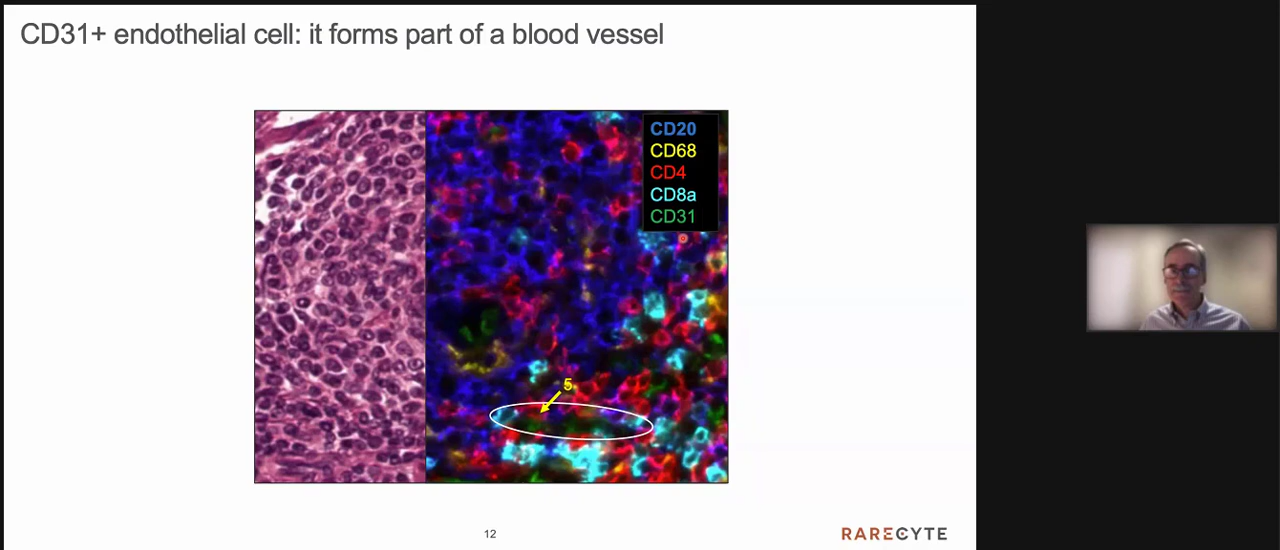 CD31+ endothelial cell: it forms part of a blood vessel
CD20
CD68
CD4
CD8a
CD31
5
12
RARECYTE